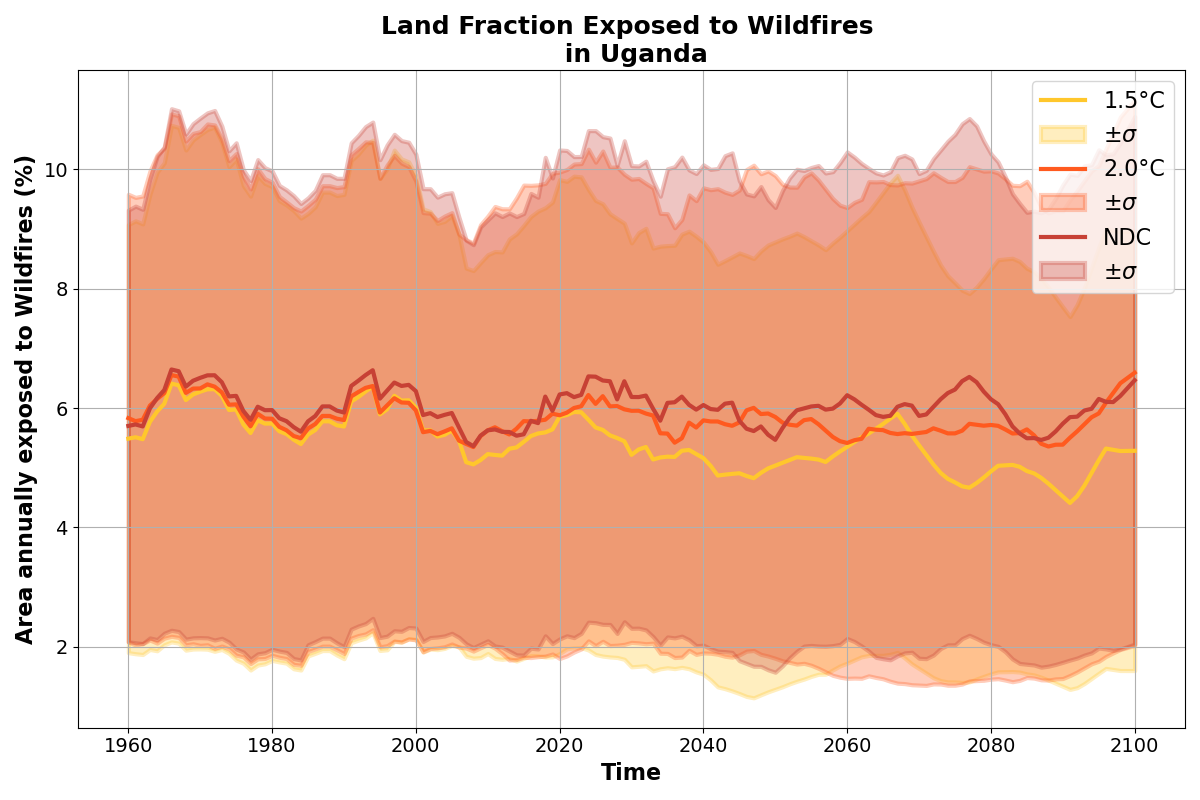 Land Fraction Exposed to Wildfires
in Uganda
Area annually exposed to Wildfires (%)
10
8
6
4
2
1960
1980
2000
2020
2040
2060
2080
2100
Time
1.5°C
±σ
2.0°C
±σ
NDC
±σ